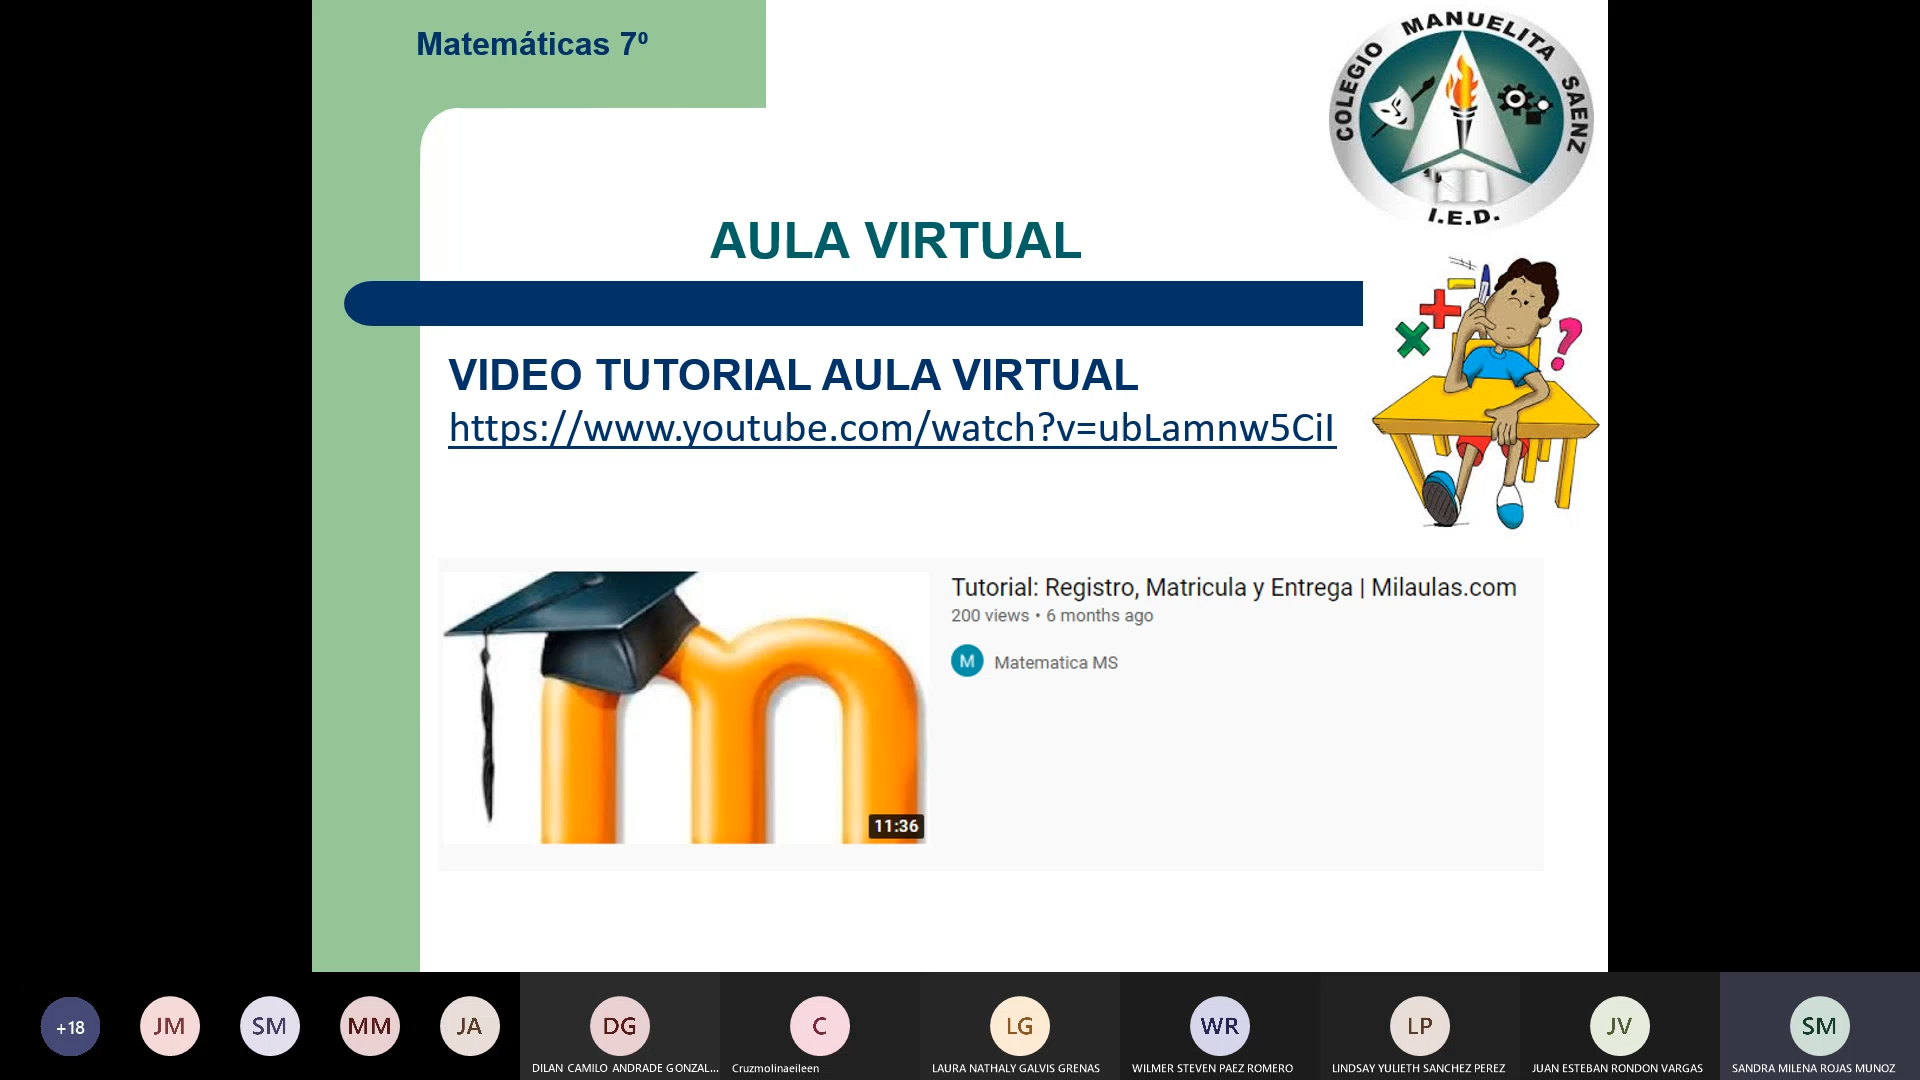 Matemáticas 7º
COLEGIO MANUELITA SAENZ
I.E.D.
AULA VIRTUAL
VIDEO TUTORIAL AULA VIRTUAL
https://www.youtube.com/watch?v=ubLamnw5CiI
Tutorial: Registro, Matricula y Entrega | Milaulas.com
200 views • 6 months ago
M Matematica MS
11:36
+18 JM SM MM JA DG C LG WR LP JV SM
DILAN CAMILO ANDRADE GONZAL... Cruzmolinaeileen LAURA NATHALY GALVIS GRENAS WILMER STEVEN PAEZ ROMERO LINDSAY YULIETH SANCHEZ PEREZ JUAN ESTEBAN RONDON VARGAS SANDRA MILENA ROJAS MUNOZ